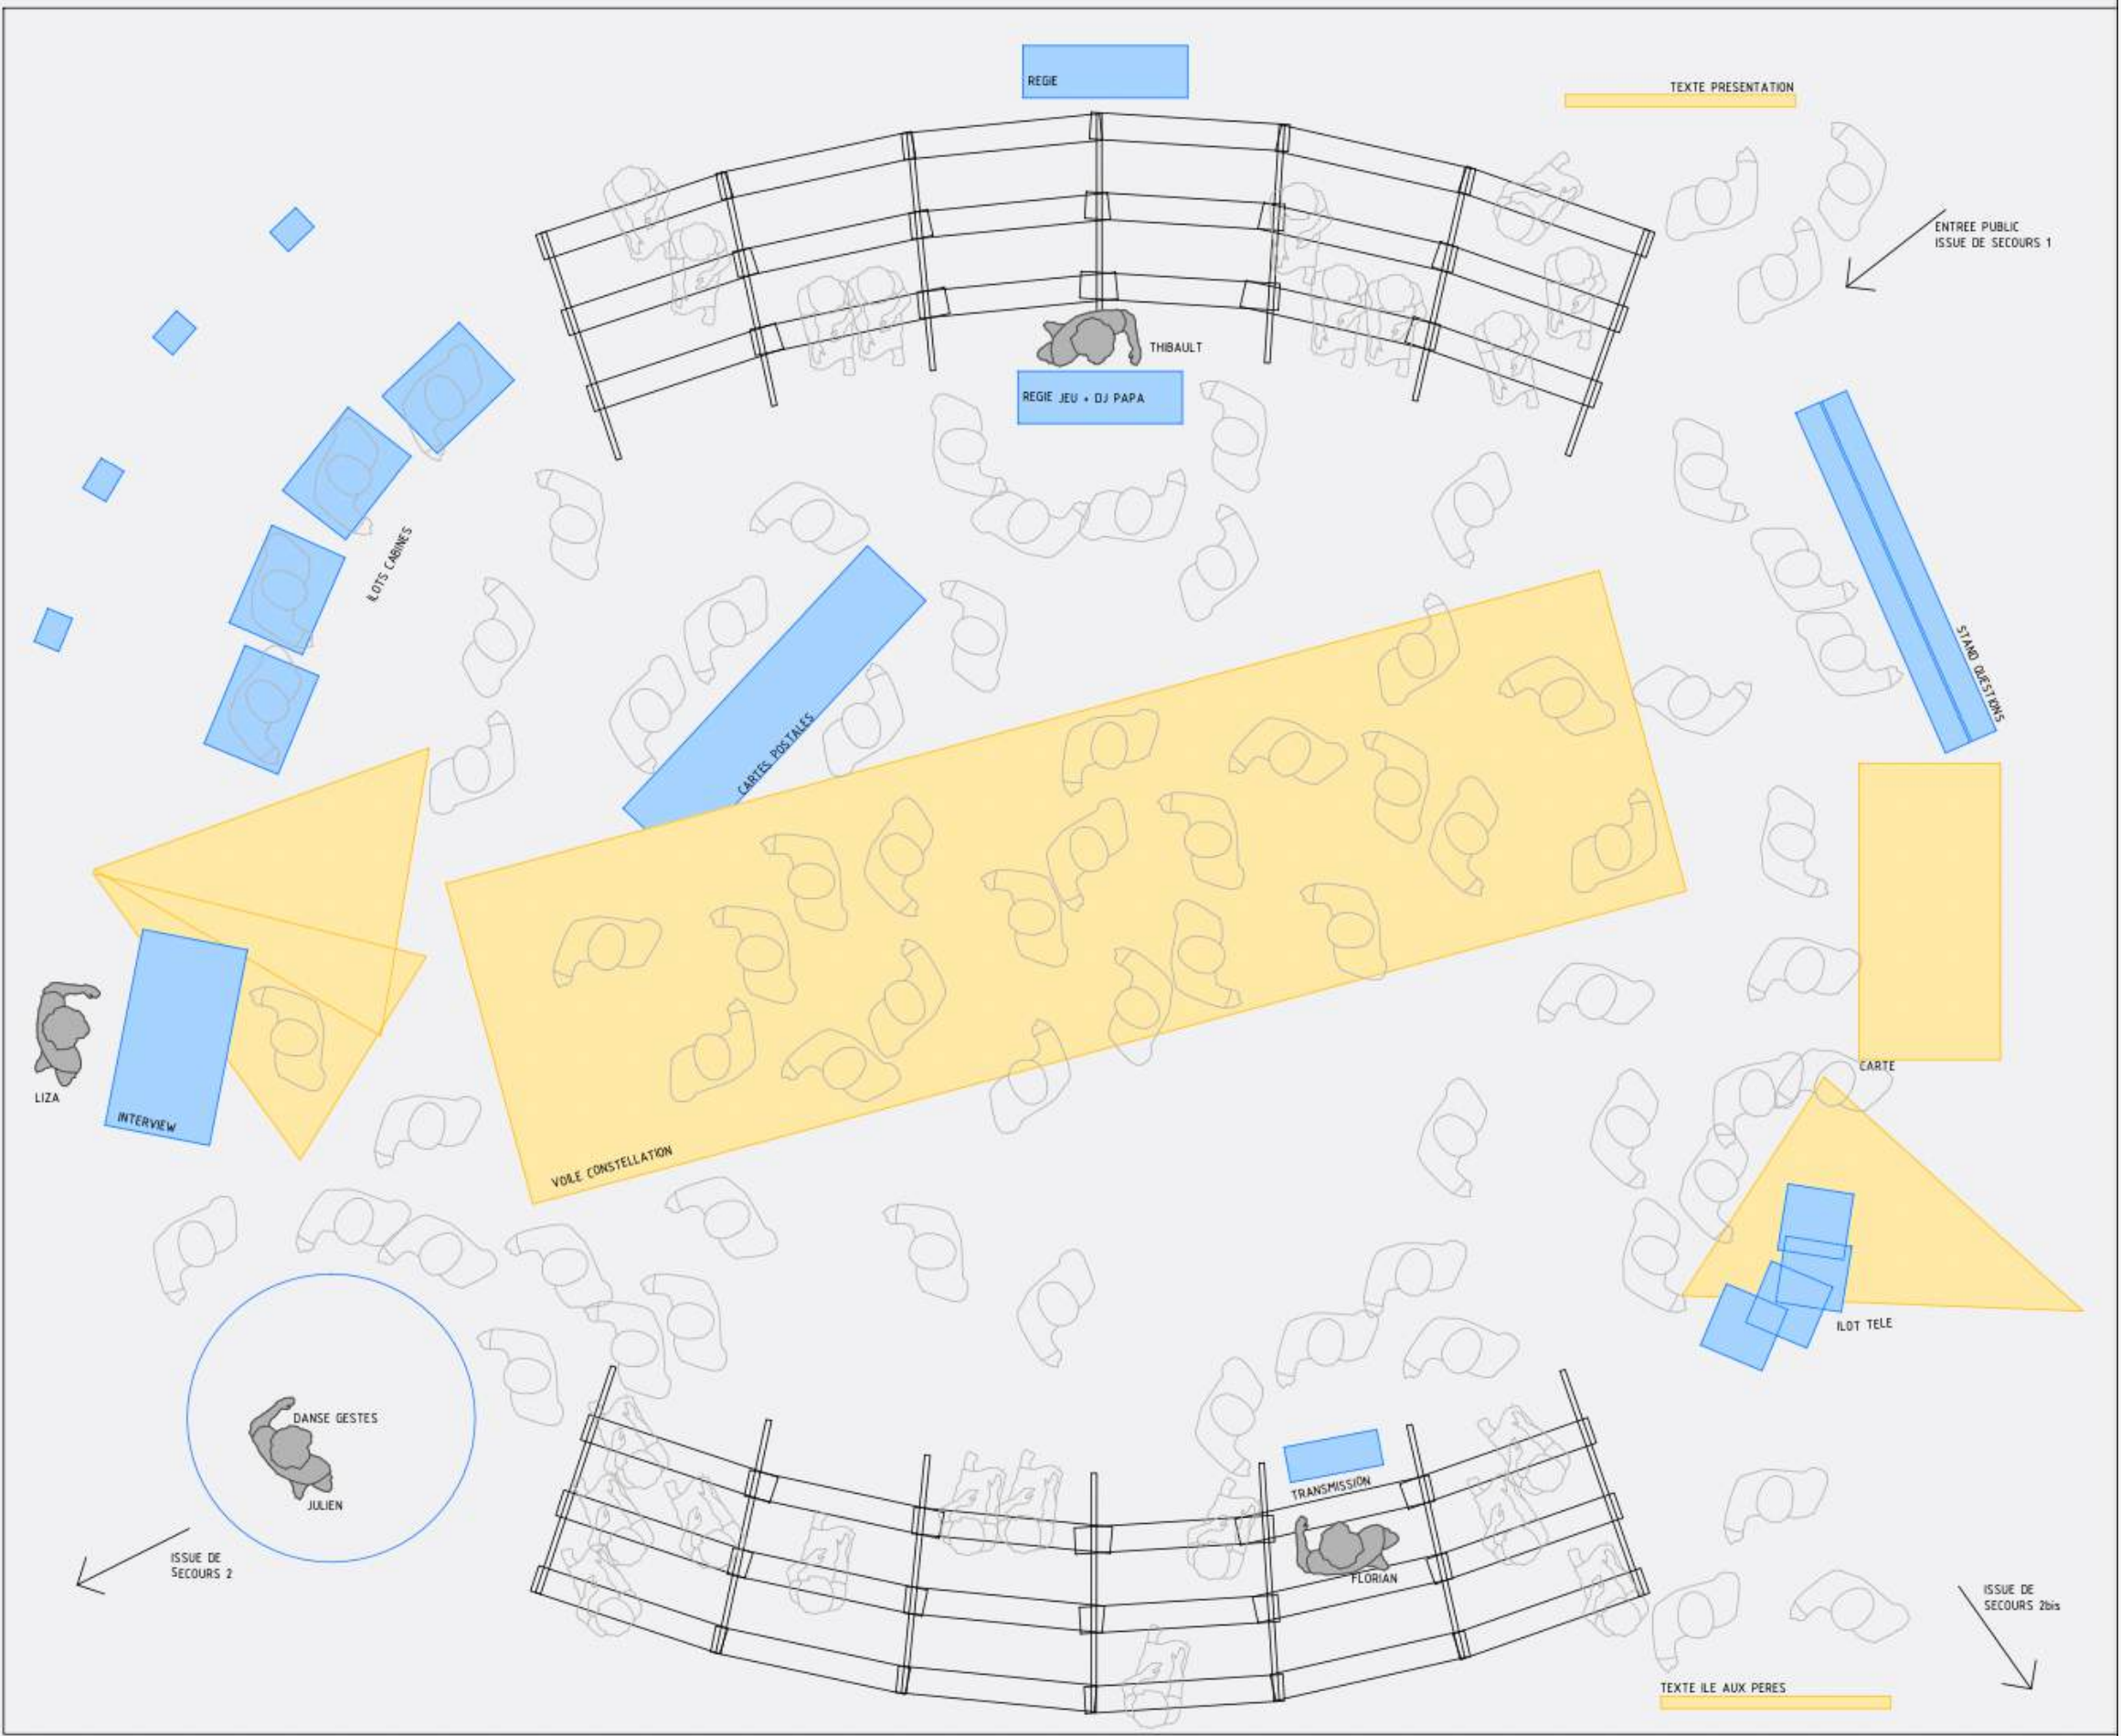 REGIE
TEXTE PRESENTATION
ENTREE PUBLIC
ISSUE DE SECOURS 1
THIBAULT
REGIE JEU + DJ PAPA
ILOTS CABINES
STAND QUESTIONS
CARTES POSTALES
CARTE
LIZA
INTERVIEW
VOILE CONSTELLATION
ILOT TELE
DANSE GESTES
JULIEN
TRANSMISSION
FLORIAN
ISSUE DE
SECOURS 2
ISSUE DE
SECOURS 2bis
TEXTE ILE AUX PERES